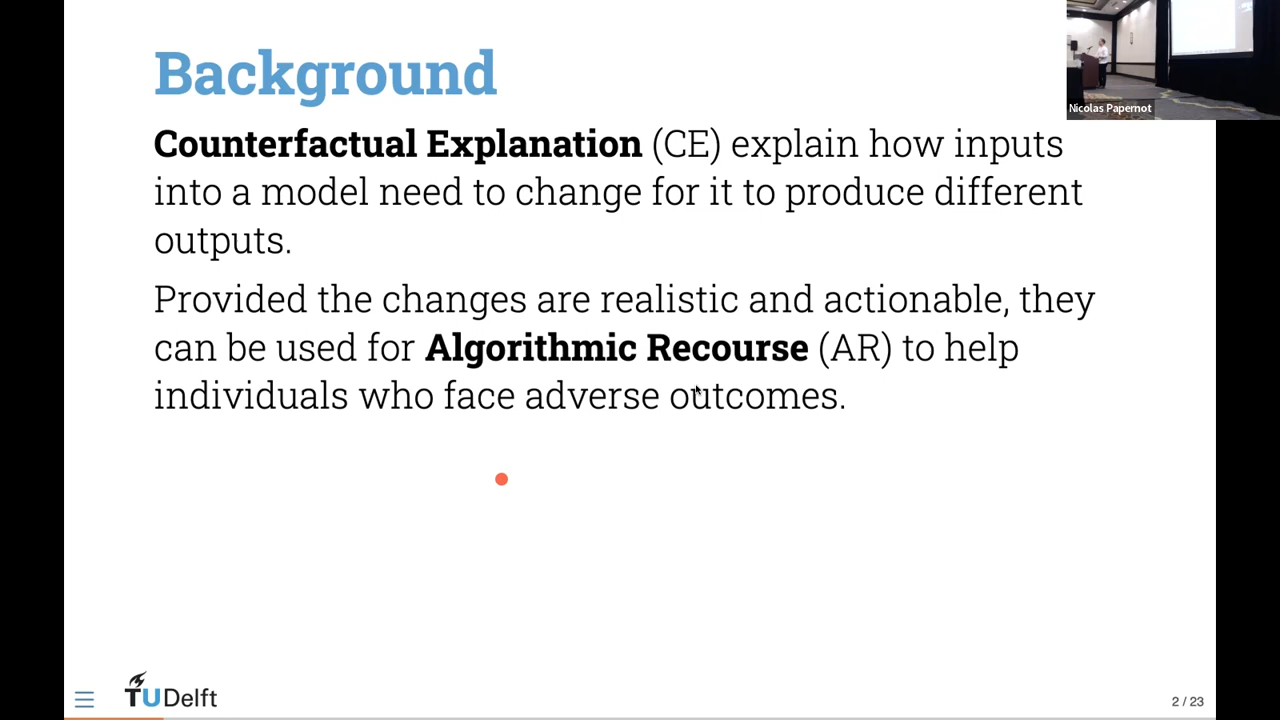 Background
Nicolas Papernot
Counterfactual Explanation (CE) explain how inputs
into a model need to change for it to produce different
outputs.
Provided the changes are realistic and actionable, they
can be used for Algorithmic Recourse (AR) to help
individuals who face adverse outcomes.
TUDelft
2 / 23